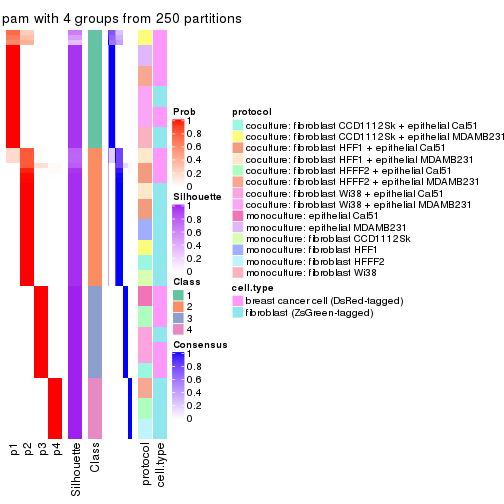 pam with 4 groups from 250 partitions
Prob
1
0.8
0.6
0.4
0.2
0
Silhouette
1
0.8
0.6
0.4
0.2
0
Class
1
2
3
4
Consensus
1
0.8
0.6
0.4
0.2
0
protocol
coculture: fibroblast CCD1112Sk + epithelial Cal51
coculture: fibroblast CCD1112Sk + epithelial MDAMB231
coculture: fibroblast HFF1 + epithelial Cal51
coculture: fibroblast HFF1 + epithelial MDAMB231
coculture: fibroblast HFFF2 + epithelial Cal51
coculture: fibroblast HFFF2 + epithelial MDAMB231
coculture: fibroblast Wi38 + epithelial Cal51
coculture: fibroblast Wi38 + epithelial MDAMB231
monoculture: epithelial Cal51
monoculture: epithelial MDAMB231
monoculture: fibroblast CCD1112Sk
monoculture: fibroblast HFF1
monoculture: fibroblast HFFF2
monoculture: fibroblast Wi38
cell.type
breast cancer cell (DsRed-tagged)
fibroblast (ZsGreen-tagged)
p1
p2
p3
p4
Silhouette
Class
protocol
cell.type